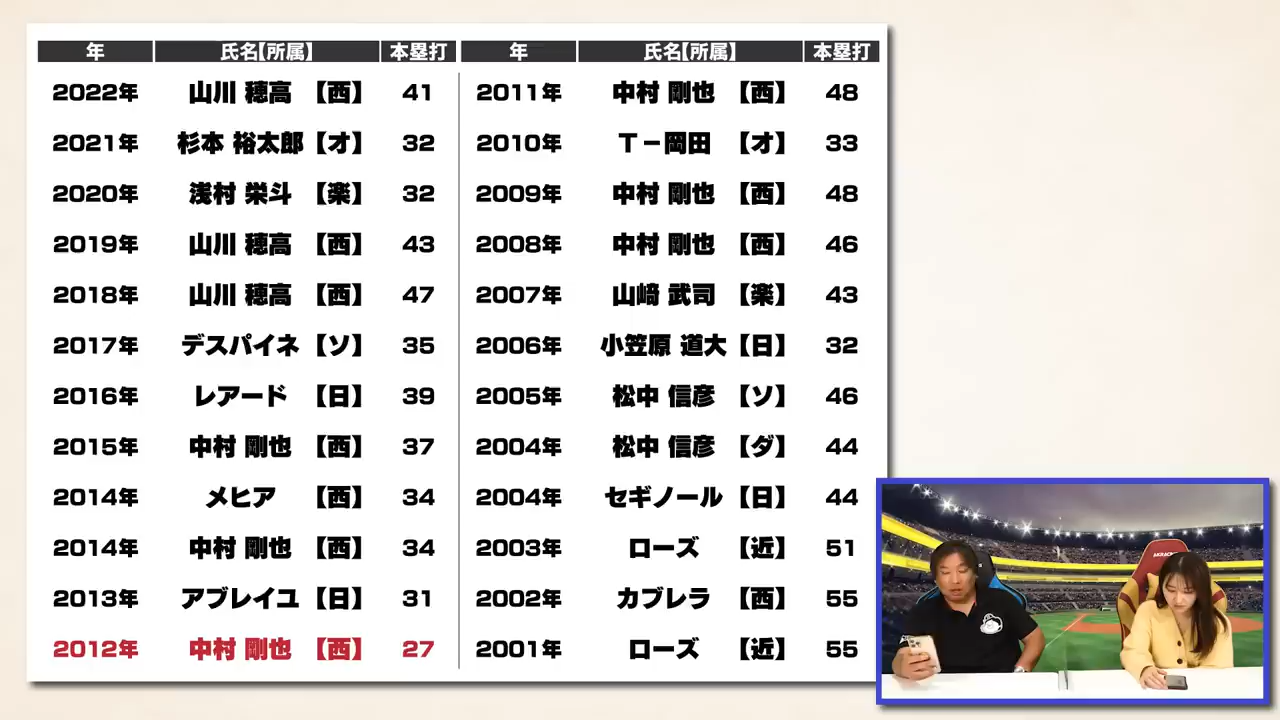 年 氏名【所属】 本塁打
2022年 山川 穂高 【西】 41
2021年 杉本 裕太郎【オ】 32
2020年 浅村 栄斗 【楽】 32
2019年 山川 穂高 【西】 43
2018年 山川 穂高 【西】 47
2017年 デスパイネ【ソ】 35
2016年 レアード 【日】 39
2015年 中村 剛也 【西】 37
2014年 メヒア 【西】 34
2014年 中村 剛也 【西】 34
2013年 アブレイユ【日】 31
2012年 中村 剛也 【西】 27
年 氏名【所属】 本塁打
2011年 中村 剛也 【西】 48
2010年 T－岡田 【オ】 33
2009年 中村 剛也 【西】 48
2008年 中村 剛也 【西】 46
2007年 山﨑 武司 【楽】 43
2006年 小笠原 道大【日】 32
2005年 松中 信彦 【ソ】 46
2004年 松中 信彦 【ダ】 44
2004年 セギノール【日】 44
2003年 ローズ 【近】 51
2002年 カブレラ 【西】 55
2001年 ローズ 【近】 55